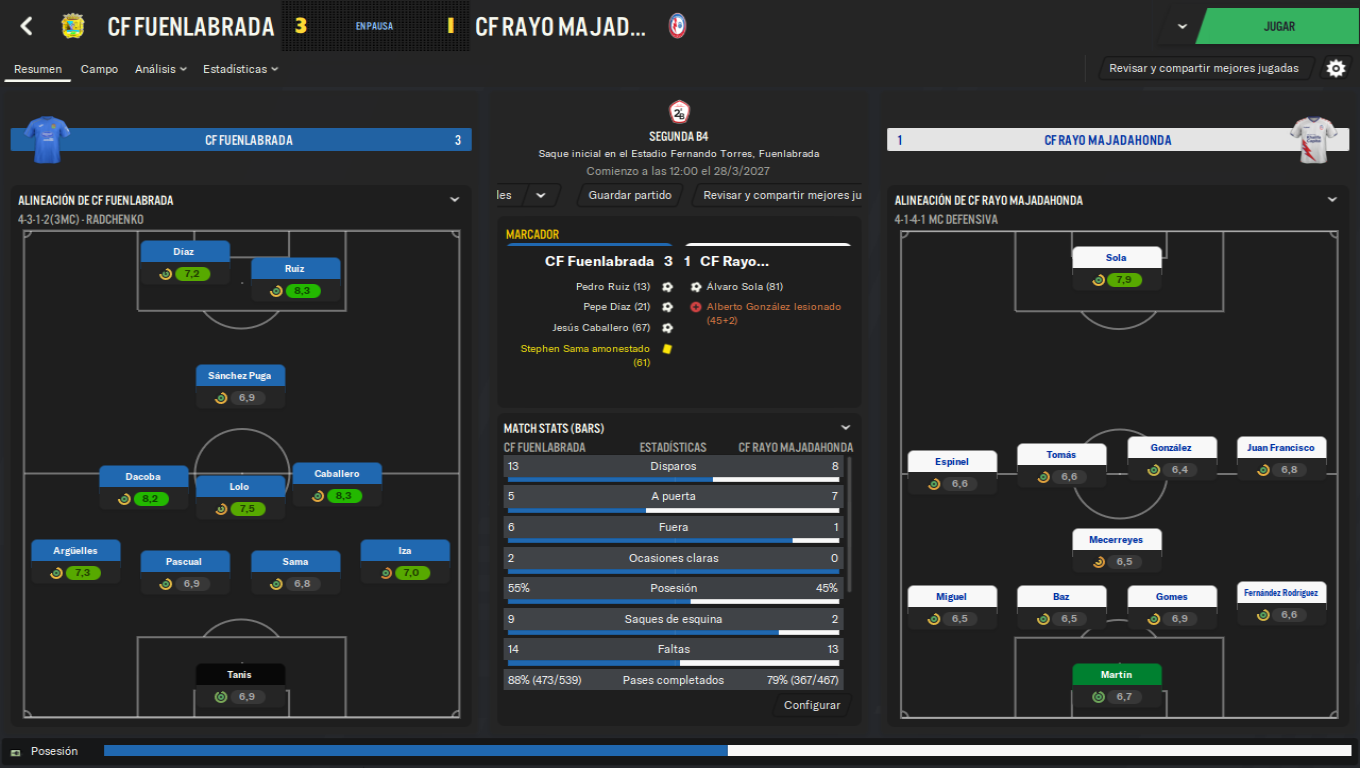 CF FUENLABRADA 3 EN PAUSA 1 CF RAYO MAJAD...
JUGAR
Resumen Campo Análisis Estadísticas
Revisar y compartir mejores jugadas
CF FUENLABRADA 3
ALINEACIÓN DE CF FUENLABRADA
4-3-1-2(3MC) - RADCHENKO
Díaz
7,2
Ruiz
8,3
Sánchez Puga
6,9
Dacoba
8,2
Lolo
7,5
Caballero
8,3
Argüelles
7,3
Pascual
6,9
Sama
6,8
Iza
7,0
Tanis
6,9
2ªB
SEGUNDA B4
Saque inicial en el Estadio Fernando Torres, Fuenlabrada
Comienzo a las 12:00 el 28/3/2027
les Guardar partido Revisar y compartir mejores ju
MARCADOR
CF Fuenlabrada 3 1 CF Rayo...
Pedro Ruiz (13) Álvaro Sola (81)
Pepe Díaz (21) Alberto González lesionado
(45+2)
Jesús Caballero (67)
Stephen Sama amonestado
(61)
MATCH STATS (BARS)
CF FUENLABRADA ESTADÍSTICAS CF RAYO MAJADAHONDA
13 Disparos 8
5 A puerta 7
6 Fuera 1
2 Ocasiones claras 0
55% Posesión 45%
9 Saques de esquina 2
14 Faltas 13
88% (473/539) Pases completados 79% (367/467)
Configurar
1 CF RAYO MAJADAHONDA
ALINEACIÓN DE CF RAYO MAJADAHONDA
4-1-4-1 MC DEFENSIVA
Sola
7,9
Espinel
6,6
Tomás
6,6
González
6,4
Juan Francisco
6,8
Mecerreyes
6,5
Miguel
6,5
Baz
6,5
Gomes
6,9
Fernández Rodríguez
6,6
Martín
6,7
Posesión